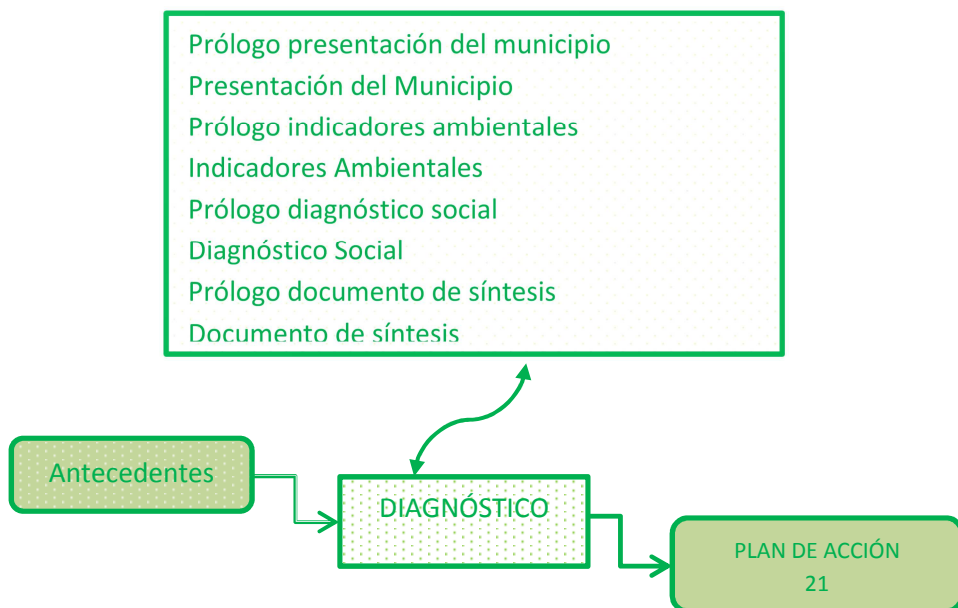 Prólogo presentación del municipio
Presentación del Municipio
Prólogo indicadores ambientales
Indicadores Ambientales
Prólogo diagnóstico social
Diagnóstico Social
Prólogo documento de síntesis
Documento de síntesis
Antecedentes
DIAGNÓSTICO
PLAN DE ACCIÓN
21